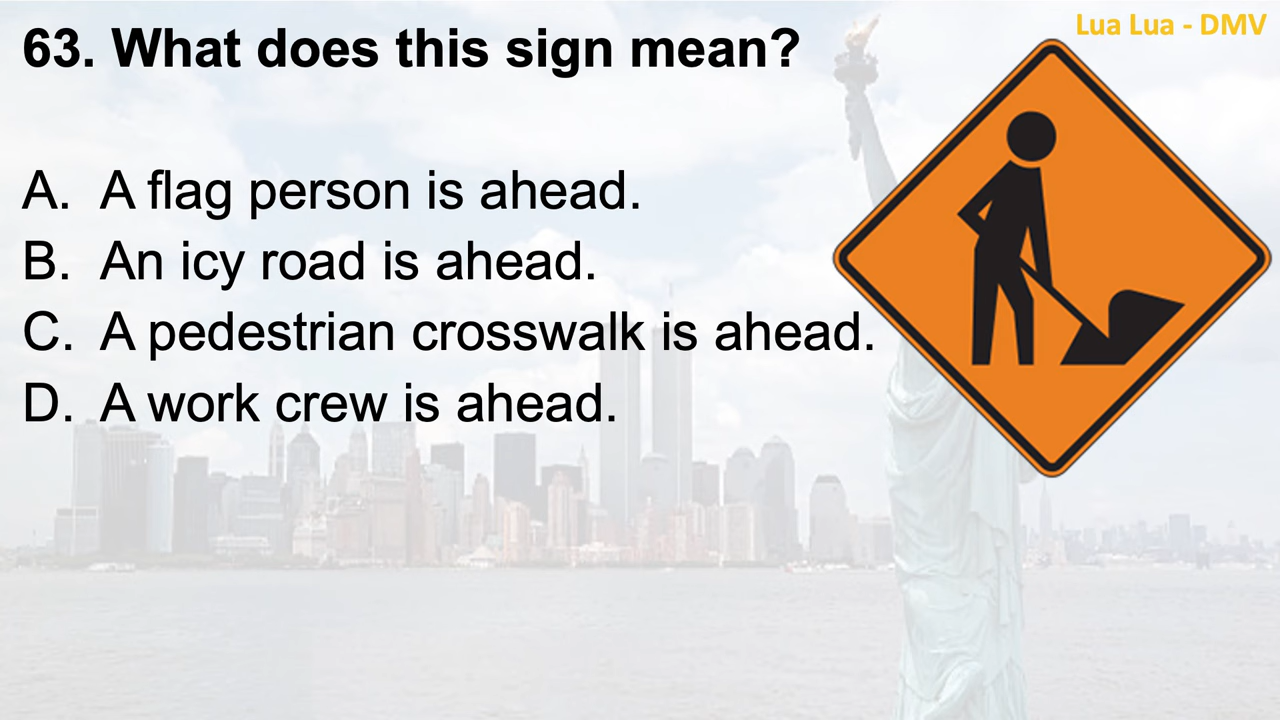 Lua Lua - DMV
63. What does this sign mean?
A. A flag person is ahead.
B. An icy road is ahead.
C. A pedestrian crosswalk is ahead.
D. A work crew is ahead.